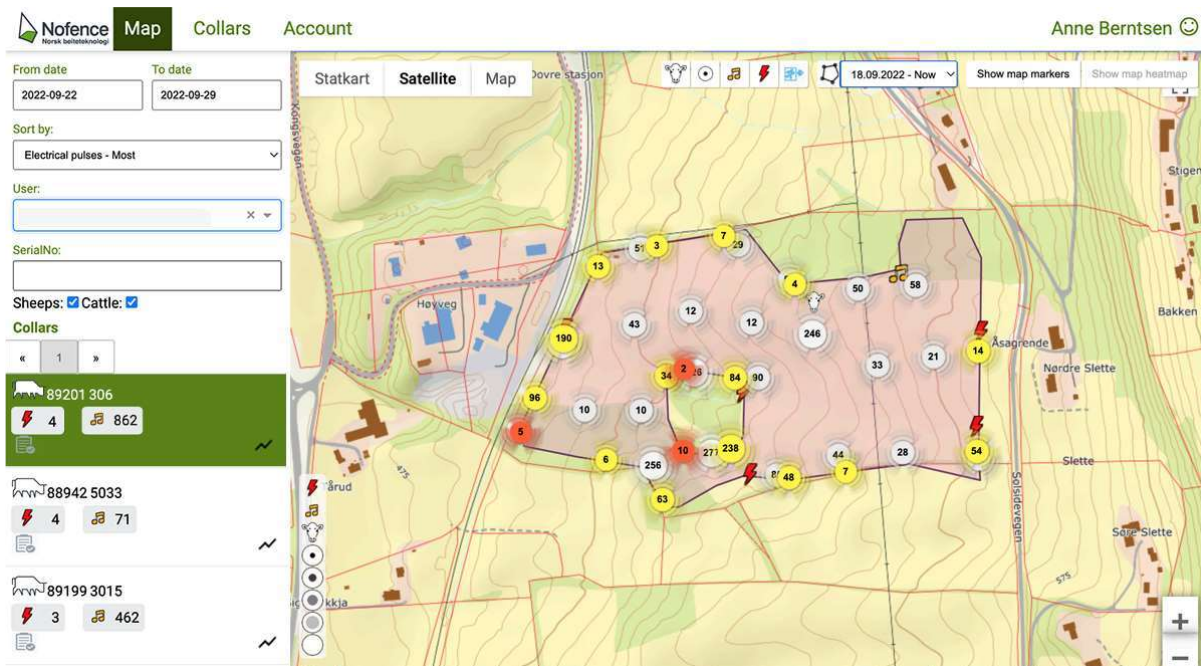 Nofence
Norsk beiteteknologi
Map
Collars
Account
Anne Berntsen
From date
To date
2022-09-22
2022-09-29
Sort by:
Electrical pulses - Most
User:
×
SerialNo:
Sheeps:
Cattle:
Collars
«
1
»
89201 306
4
862
88942 5033
4
71
89199 3015
3
462
Statkart
Satellite
Map
Dovre stasjon
18.09.2022 - Now
Show map markers
Show map heatmap
Kongsvegen
Stigen
7
29
3
13
4
50
58
Høyveg
12
43
12
246
190
Bakken
14
Åsagrende
21
33
Nordre Slette
2
34
84
90
96
10
10
5
238
10
54
28
44
Slette
6
256
48
7
63
475
Solsidevegen
Søre Slette
575
+
−